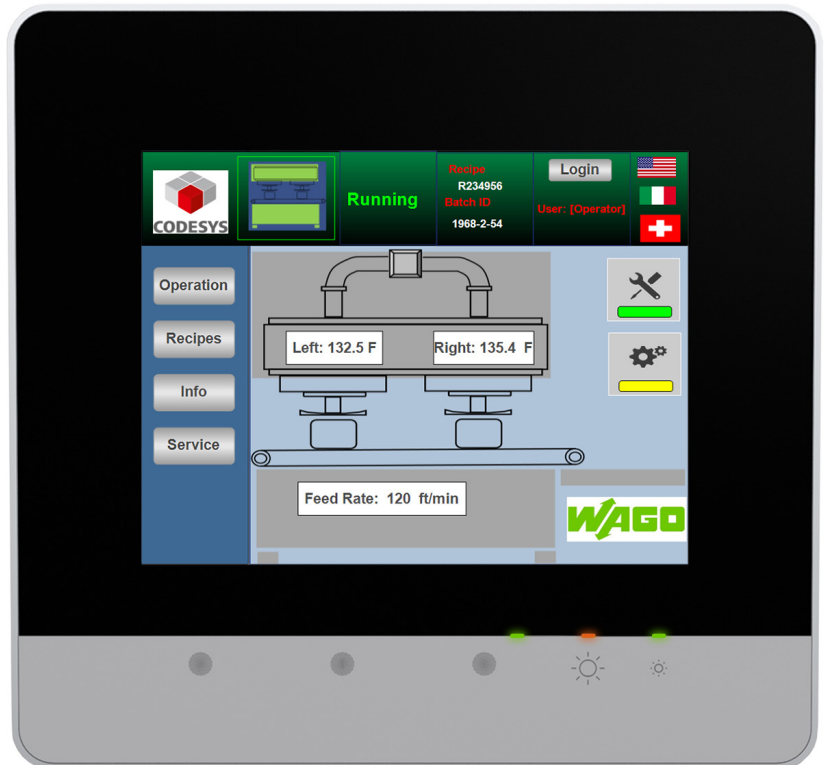 CODESYS
Running
Recipe
R234956
Batch ID
1968-2-54
Login
User: [Operator]
Operation
Recipes
Info
Service
Left: 132.5 F
Right: 135.4 F
Feed Rate: 120 ft/min
WAGO